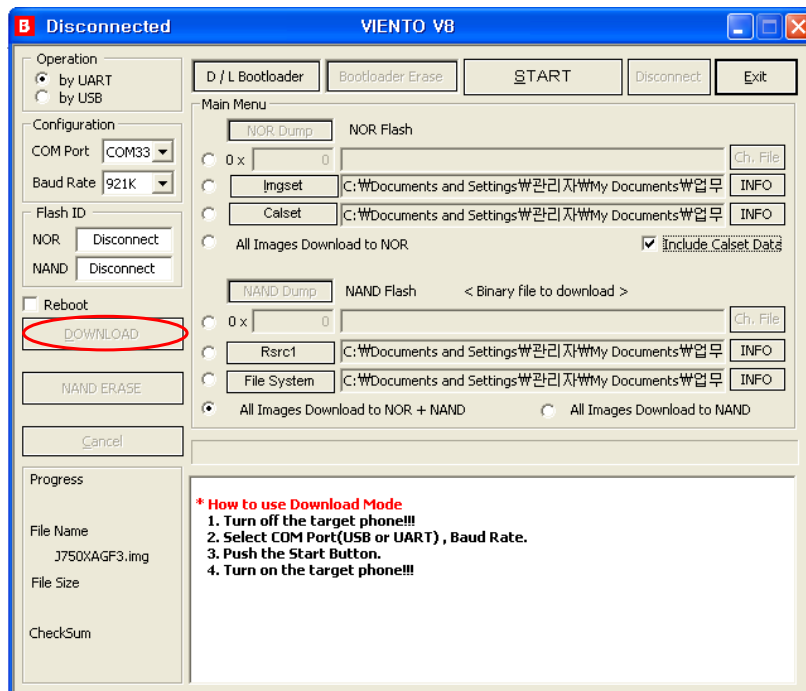 B Disconnected VIENTO V8
Operation
by UART
by USB
D / L Bootloader Bootloader Erase START Disconnect Exit
Configuration
COM Port COM33
Baud Rate 921K
Flash ID
NOR Disconnect
NAND Disconnect
Reboot
DOWNLOAD
NAND ERASE
Cancel
Main Menu
NOR Dump NOR Flash
0 x 0 Ch. File
Imgset C:₩Documents and Settings₩관리자₩My Documents₩업무 INFO
Calset C:₩Documents and Settings₩관리자₩My Documents₩업무 INFO
All Images Download to NOR Include Calset Data
NAND Dump NAND Flash < Binary file to download >
0 x 0 Ch. File
Rsrc1 C:₩Documents and Settings₩관리자₩My Documents₩업무 INFO
File System C:₩Documents and Settings₩관리자₩My Documents₩업무 INFO
All Images Download to NOR + NAND All Images Download to NAND
Progress
File Name
J750XAGF3.img
File Size
CheckSum
* How to use Download Mode
1. Turn off the target phone!!!
2. Select COM Port(USB or UART) , Baud Rate.
3. Push the Start Button.
4. Turn on the target phone!!!